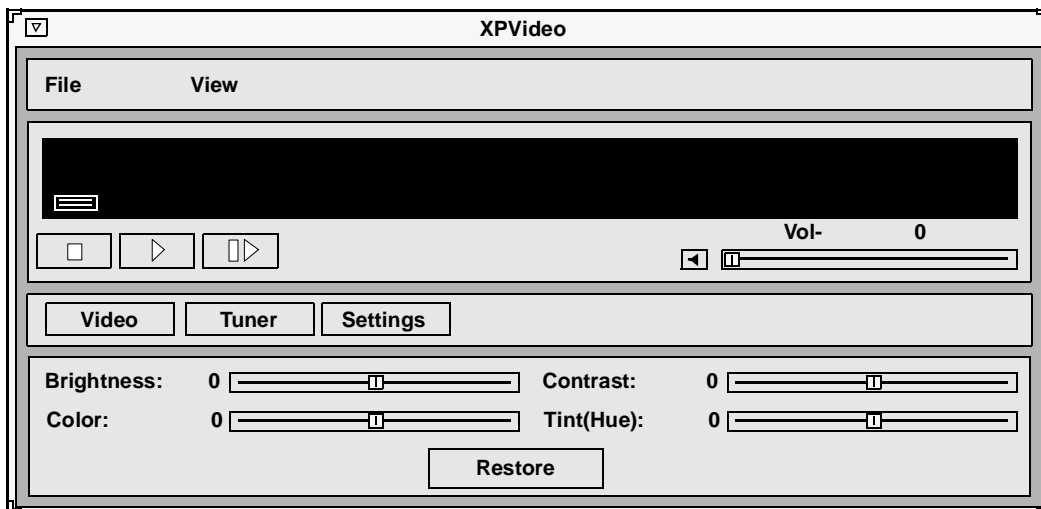 XPVideo
File View
Vol- 0
Video Tuner Settings
Brightness: 0 Contrast: 0
Color: 0 Tint(Hue): 0
Restore